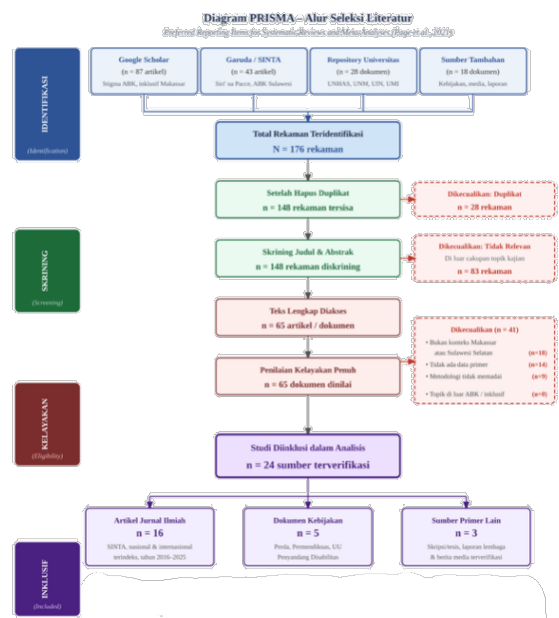 Diagram PRISMA – Alur Seleksi Literatur
Preferred Reporting Items for Systematic Reviews and Meta-Analyses (Page et al., 2021)
IDENTIFIKASI
(Identification)
Google Scholar
(n = 87 artikel)
Stigma ABK, inklusif Makassar
Garuda / SINTA
(n = 43 artikel)
Siri' na Pacce, ABK Sulawesi
Repository Universitas
(n = 28 dokumen)
UNHAS, UNM, UIN, UMI
Sumber Tambahan
(n = 18 dokumen)
Kebijakan, media, laporan
Total Rekaman Teridentifikasi
N = 176 rekaman
Setelah Hapus Duplikat
n = 148 rekaman tersisa
Dikecualikan: Duplikat
n = 28 rekaman
SKRINING
(Screening)
Skrining Judul & Abstrak
n = 148 rekaman diskrining
Dikecualikan: Tidak Relevan
Di luar cakupan topik kajian
n = 83 rekaman
Teks Lengkap Diakses
n = 65 artikel / dokumen
KELAYAKAN
(Eligibility)
Penilaian Kelayakan Penuh
n = 65 dokumen dinilai
Dikecualikan (n = 41)
• Bukan konteks Makassar
atau Sulawesi Selatan (n=18)
• Tidak ada data primer (n=14)
• Metodologi tidak memadai (n=9)
• Topik di luar ABK / inklusif (n=0)
Studi Diinklusi dalam Analisis
n = 24 sumber terverifikasi
INKLUSIF
(Included)
Artikel Jurnal Ilmiah
n = 16
SINTA, nasional & internasional
terindeks, tahun 2016–2025
Dokumen Kebijakan
n = 5
Perda, Permendiknas, UU
Penyandang Disabilitas
Sumber Primer Lain
n = 3
Skripsi/tesis, laporan lembaga
& berita media terverifikasi